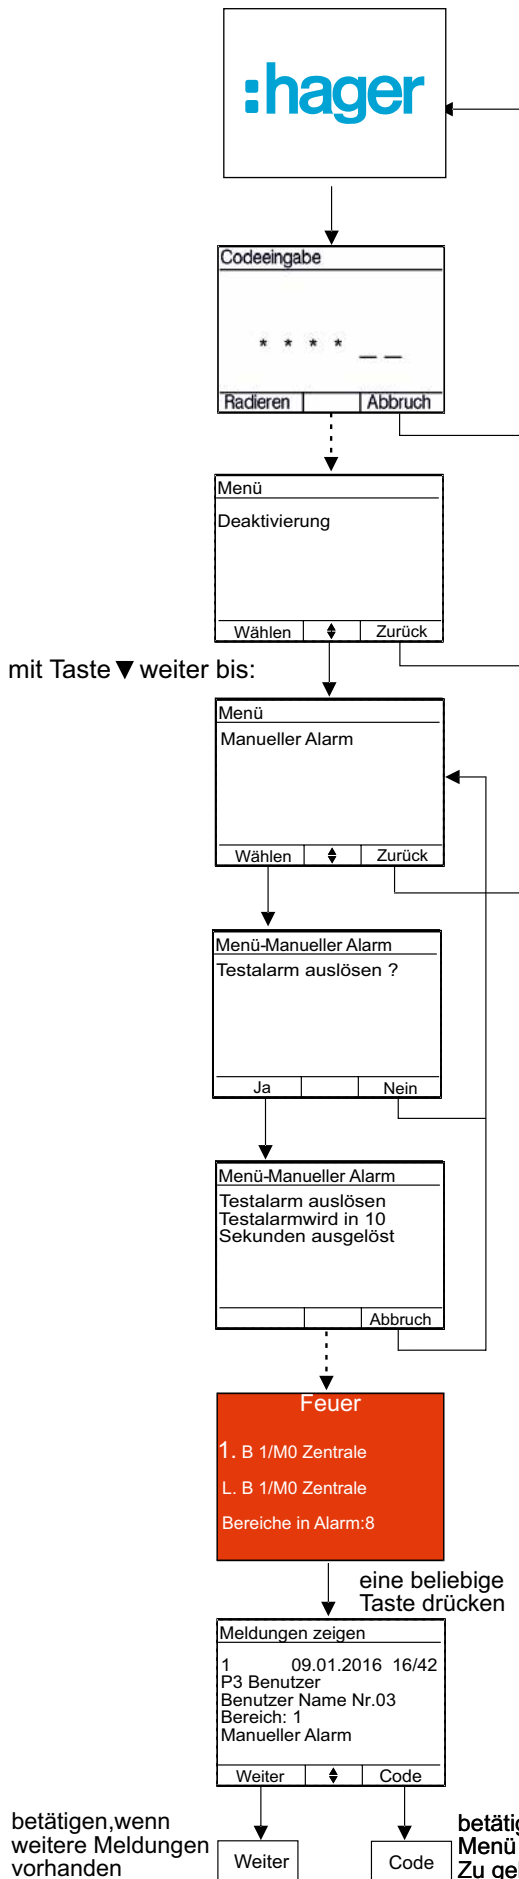 :hager
Codeeingabe
* * * * _ _
Radieren Abbruch
Menü
Deaktivierung
Wählen Zurück
mit Taste ▼ weiter bis:
Menü
Manueller Alarm
Wählen Zurück
Menü-Manueller Alarm
Testalarm auslösen ?
Ja Nein
Menü-Manueller Alarm
Testalarm auslösen
Testalarmwird in 10
Sekunden ausgelöst
Abbruch
Feuer
1. B 1/M0 Zentrale
L. B 1/M0 Zentrale
Bereiche in Alarm:8
eine beliebige
Taste drücken
Meldungen zeigen
1 09.01.2016 16/42
P3 Benutzer
Benutzer Name Nr.03
Bereich: 1
Manueller Alarm
Weiter Code
betätigen,wenn
weitere Meldungen
vorhanden
Weiter
Code
Menü
Zu